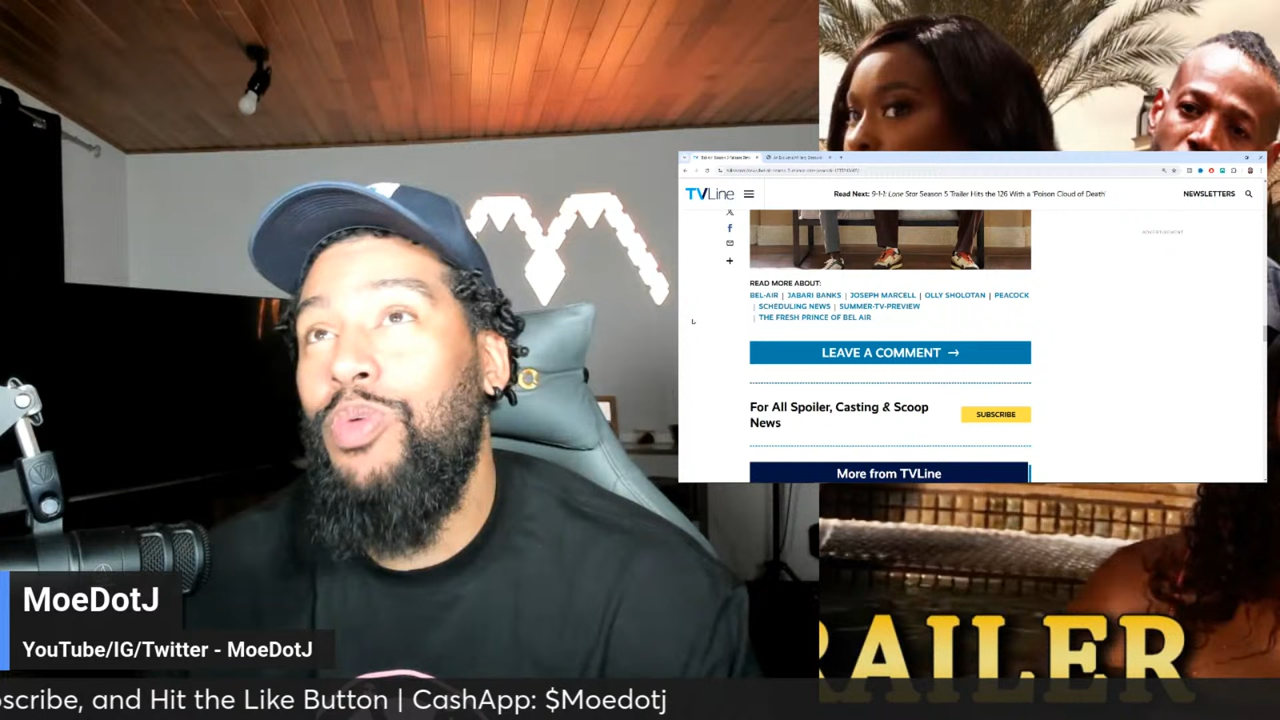 TVLine
Read Next: 9-1-1: Lone Star Season 5 Trailer Hits the 126 With a 'Poison Cloud of Death'
NEWSLETTERS
ADVERTISEMENT
READ MORE ABOUT:
BEL-AIR | JABARI BANKS | JOSEPH MARCELL | OLLY SHOLOTAN | PEACOCK
| SCHEDULING NEWS | SUMMER-TV-PREVIEW
| THE FRESH PRINCE OF BEL AIR
LEAVE A COMMENT →
For All Spoiler, Casting & Scoop
News
SUBSCRIBE
More from TVLine
MoeDotJ
YouTube/IG/Twitter - MoeDotJ
RAILER
oscribe, and Hit the Like Button | CashApp: $Moedotj